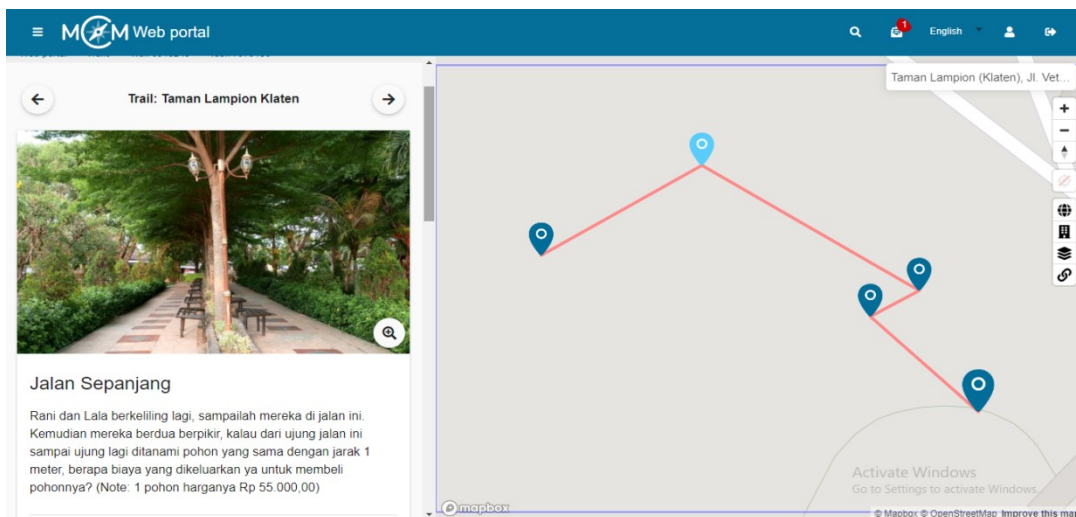 MCM Web portal
1
English
Trail: Taman Lampion Klaten
Taman Lampion (Klaten), Jl. Vet...
Jalan Sepanjang
Rani dan Lala berkeliling lagi, sampailah mereka di jalan ini.
Kemudian mereka berdua berpikir, kalau dari ujung jalan ini
sampai ujung lagi ditanami pohon yang sama dengan jarak 1
meter, berapa biaya yang dikeluarkan ya untuk membeli
pohonnya? (Note: 1 pohon harganya Rp 55.000,00)
Activate Windows
Go to Settings to activate Windows.
mapbox
© Mapbox © OpenStreetMap Improve this map